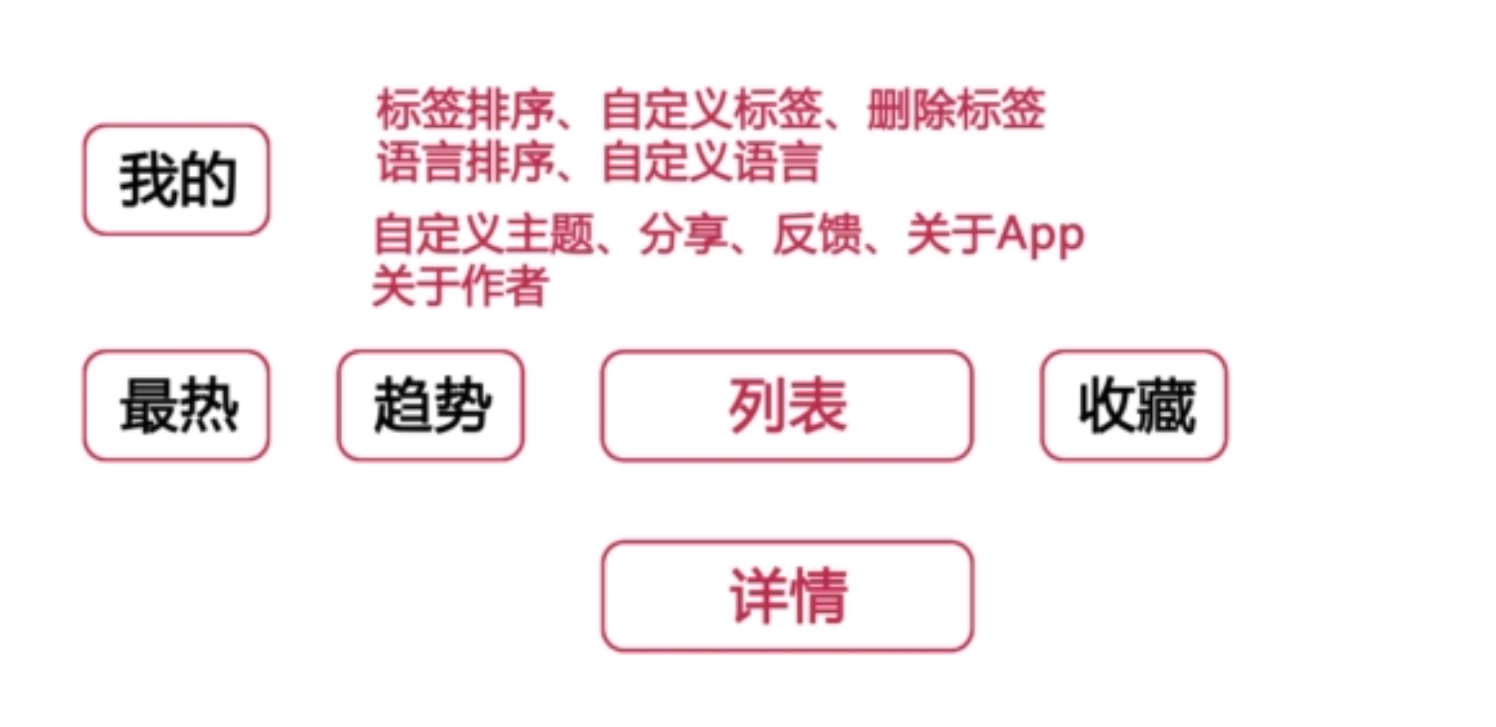 标签排序、自定义标签、删除标签
我的
语言排序、自定义语言
自定义主题、分享、反馈、关于App
关于作者
最热
趋势
列表
收藏
详情